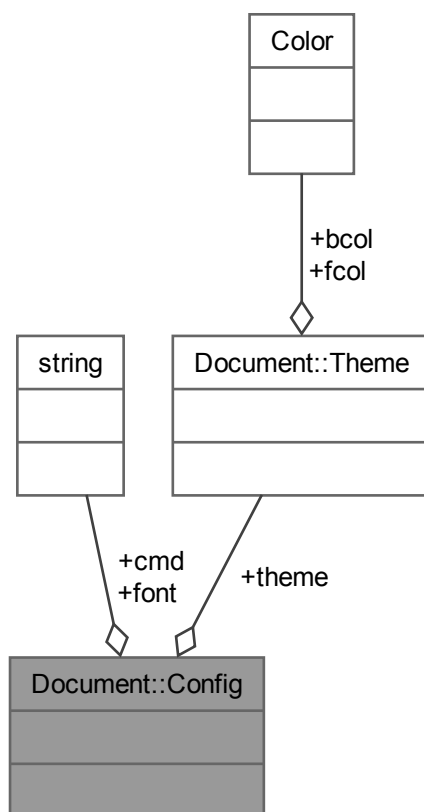 Color
+bcol
+fcol
string
Document::Theme
+cmd
+font
+theme
Document::Config